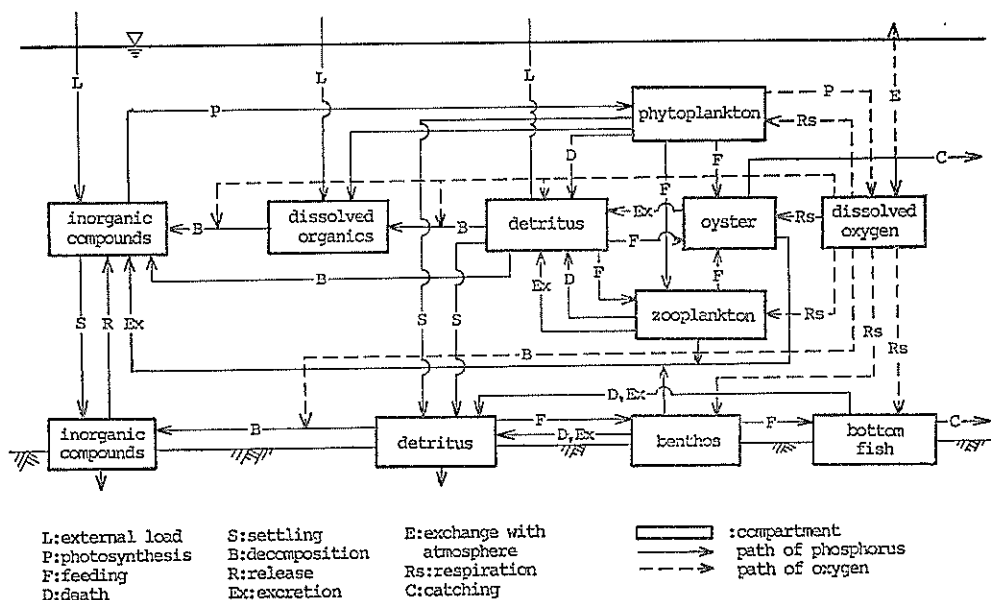 L
L
L
P
phytoplankton
P
E
Rs
D
F
F
C
inorganic compounds
B
dissolved organics
B
detritus
Ex
F
oyster
Rs
dissolved oxygen
B
Ex
D
F
F
zooplankton
Rs
S
R
Ex
S
S
B
Rs
Rs
D,Ex
inorganic compounds
B
detritus
F
D,Ex
benthos
F
bottom fish
C
L:external load
P:photosynthesis
F:feeding
D:death
S:settling
B:decomposition
R:release
Ex:excretion
E:exchange with
atmosphere
Rs:respiration
C:catching
:compartment
path of phosphorus
path of oxygen